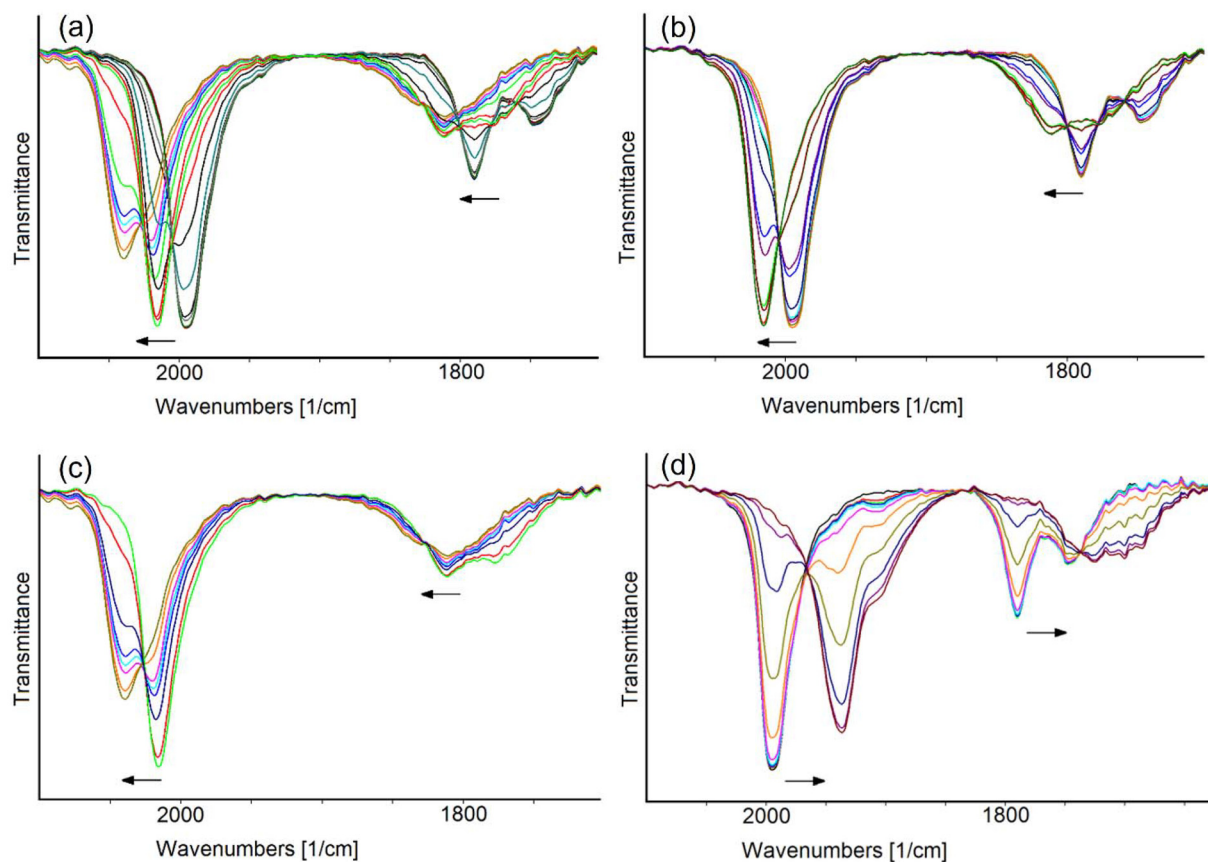 (a)
Transmittance
2000 1800
Wavenumbers [1/cm]
(b)
Transmittance
2000 1800
Wavenumbers [1/cm]
(c)
Transmittance
2000 1800
Wavenumbers [1/cm]
(d)
Transmittance
2000 1800
Wavenumbers [1/cm]